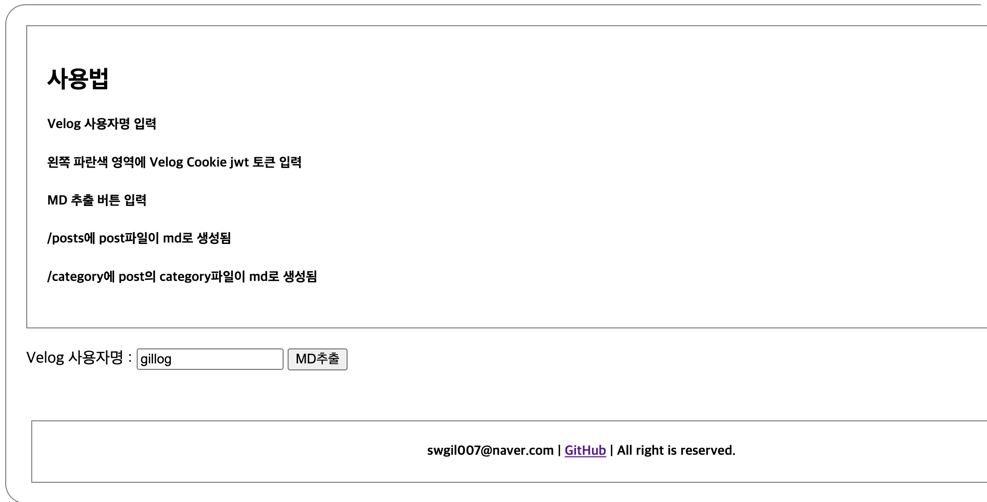 사용법
Velog 사용자명 입력
왼쪽 파란색 영역에 Velog Cookie jwt 토큰 입력
MD 추출 버튼 입력
/posts에 post파일이 md로 생성됨
/category에 post의 category파일이 md로 생성됨
Velog 사용자명 : gillog MD추출
swgil007@naver.com | GitHub | All right is reserved.